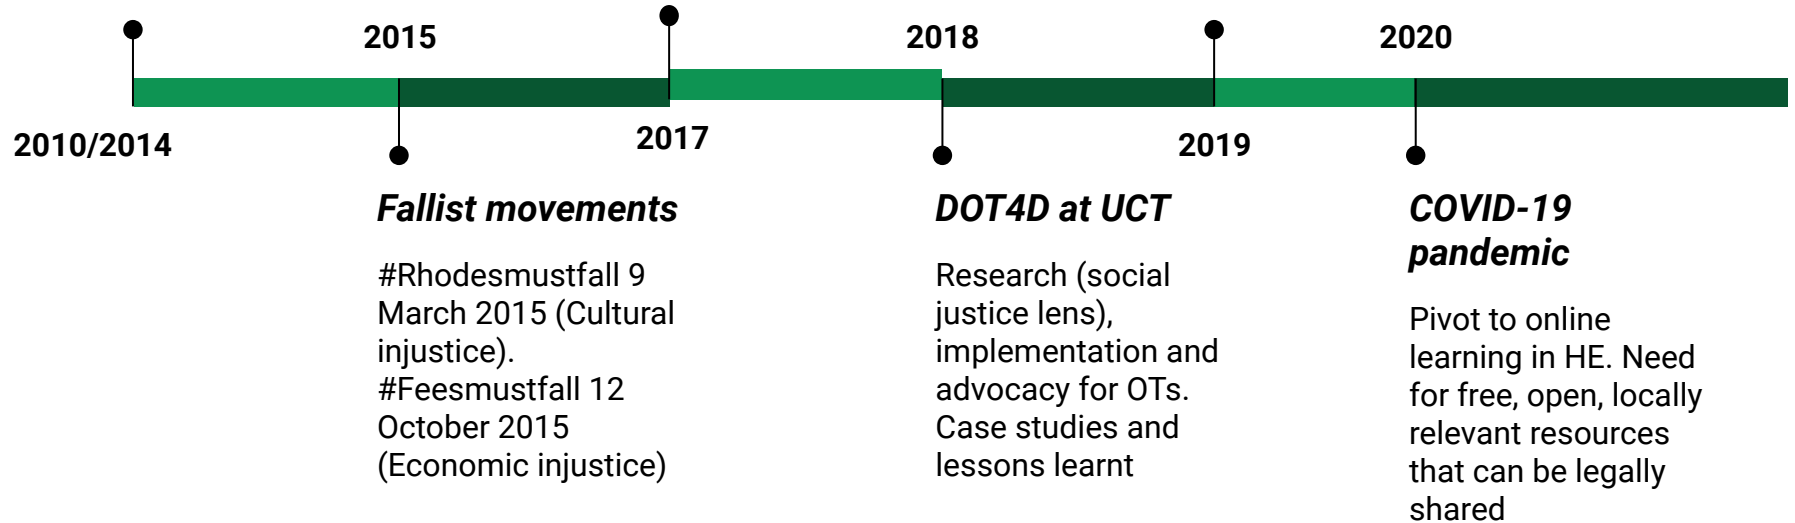 2015
2018
2020
2010/2014
2017
2019
Fallist movements
#Rhodesmustfall 9
March 2015 (Cultural
injustice).
#Feesmustfall 12
October 2015
(Economic injustice)
DOT4D at UCT
Research (social
justice lens),
implementation and
advocacy for OTs.
Case studies and
lessons learnt
COVID-19
pandemic
Pivot to online
learning in HE. Need
for free, open, locally
relevant resources
that can be legally
shared